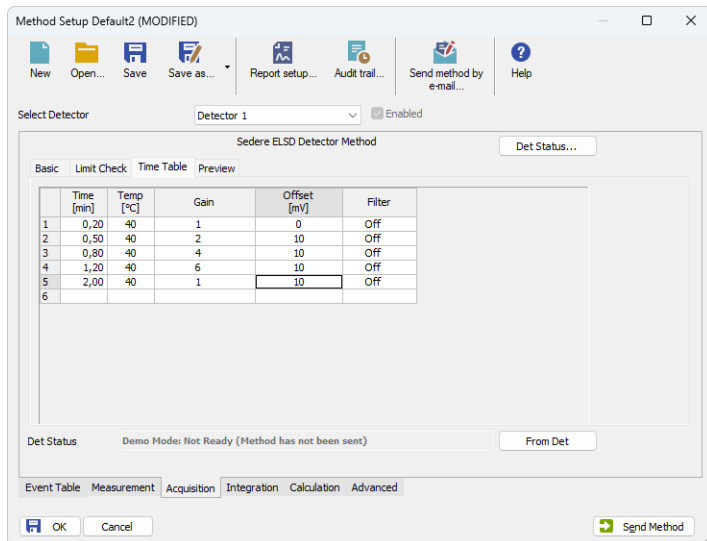 Method Setup Default2 (MODIFIED)
New Open... Save Save as... Report setup... Audit trail... Send method by e-mail... Help
Select Detector Detector 1 Enabled
Sedere ELSD Detector Method Det Status...
Basic Limit Check Time Table Preview
Time [min] Temp [°C] Gain Offset [mV] Filter
1 0,20 40 1 0 Off
2 0,50 40 2 10 Off
3 0,80 40 4 10 Off
4 1,20 40 6 10 Off
5 2,00 40 1 10 Off
6
Det Status Demo Mode: Not Ready (Method has not been sent) From Det
Event Table Measurement Acquisition Integration Calculation Advanced
OK Cancel Send Method